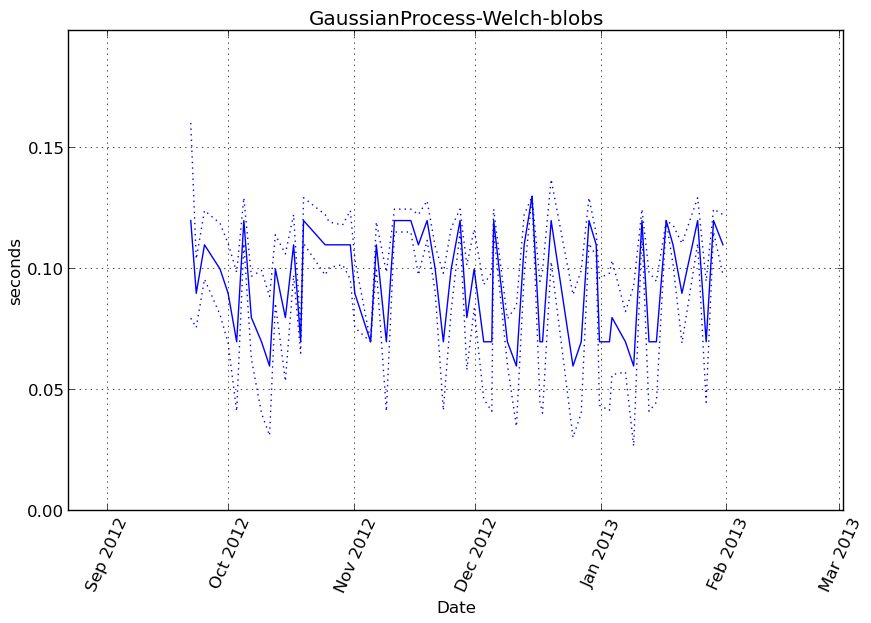 GaussianProcess-Welch-blobs
seconds
0.15
0.10
0.05
0.00
Sep 2012
Oct 2012
Nov 2012
Dec 2012
Jan 2013
Feb 2013
Mar 2013
Date